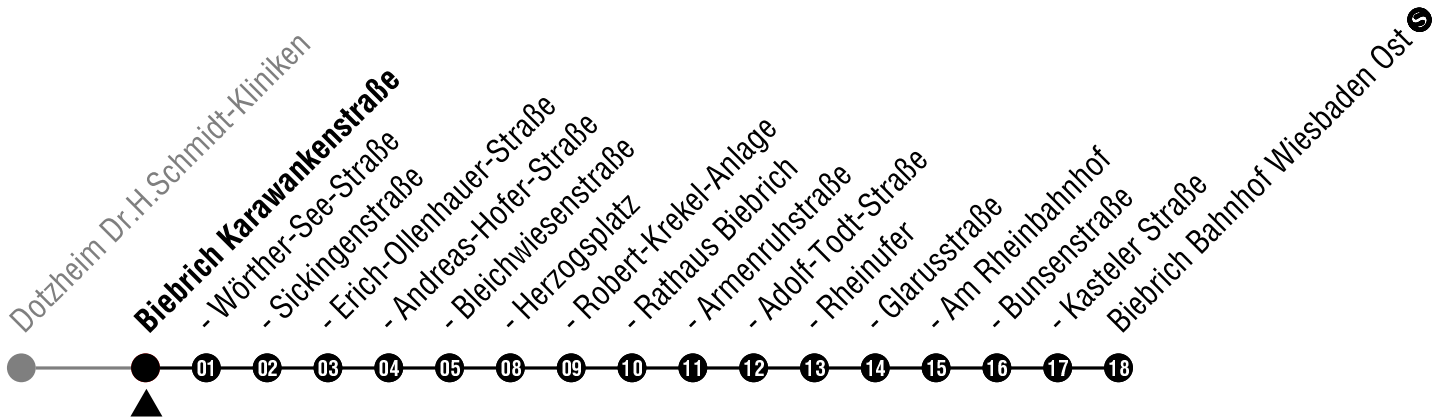 Dotzheim Dr.H.Schmidt-Kliniken
Biebrich Karawankenstraße
- Wörther-See-Straße
- Sickingenstraße
- Erich-Ollenhauer-Straße
- Andreas-Hofer-Straße
- Bleichwiesenstraße
- Herzogsplatz
- Robert-Krekel-Anlage
- Rathaus Biebrich
- Armenruhstraße
- Adolf-Todt-Straße
- Rheinufer
- Glarusstraße
- Am Rheinbahnhof
- Bunsenstraße
- Kasteler Straße
Biebrich Bahnhof Wiesbaden Ost S
01 02 03 04 05 08 09 10 11 12 13 14 15 16 17 18